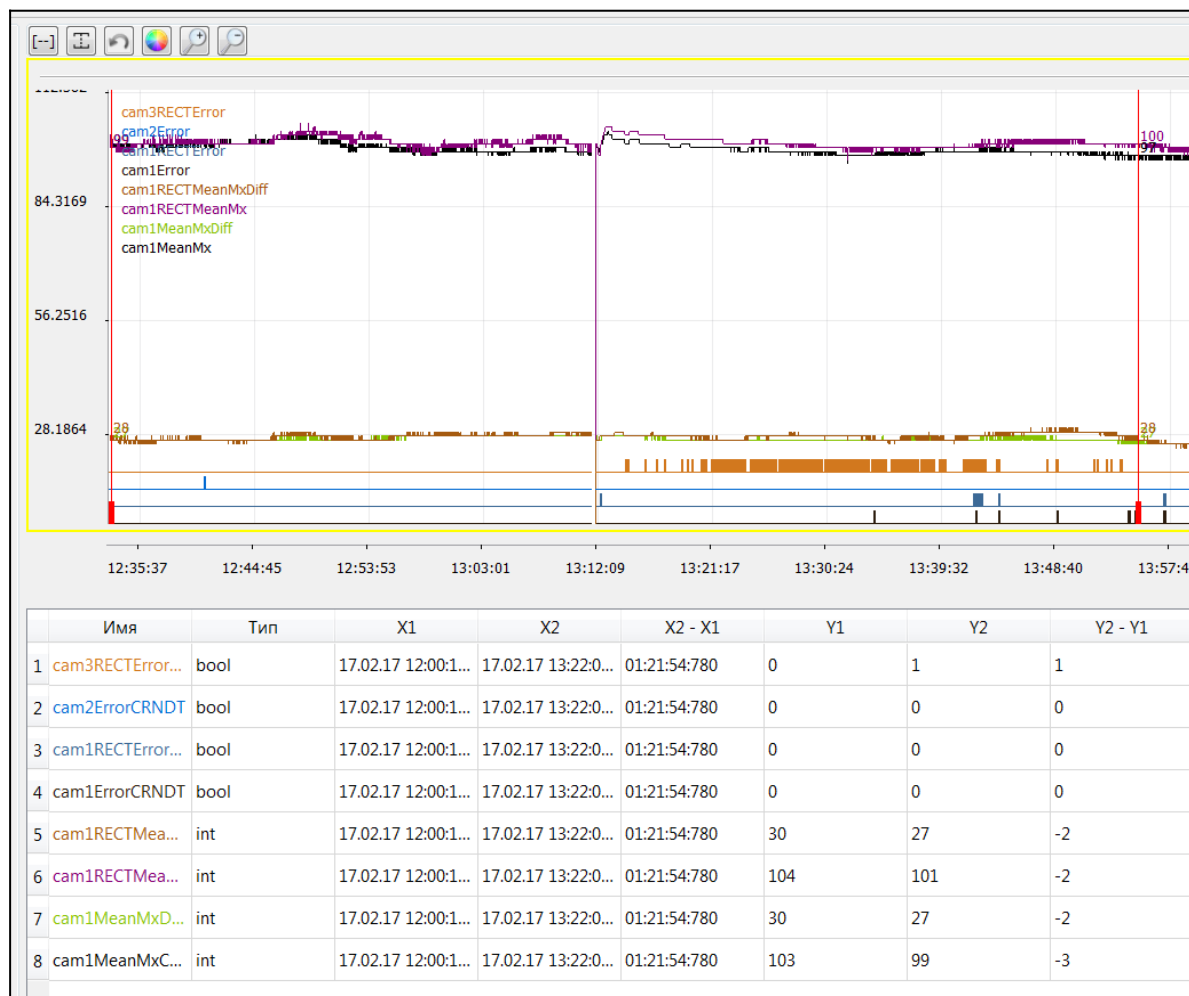 [--]
cam3RECTError
cam2Error
cam1RECTError
cam1Error
cam1RECTMeanMxDiff
cam1RECTMeanMx
cam1MeanMxDiff
cam1MeanMx
99
100
97
84.3169
56.2516
28.1864
28
28
12:35:37 12:44:45 12:53:53 13:03:01 13:12:09 13:21:17 13:30:24 13:39:32 13:48:40 13:57:4
Имя Тип X1 X2 X2 - X1 Y1 Y2 Y2 - Y1
1 cam3RECTError... bool 17.02.17 12:00:1... 17.02.17 13:22:0... 01:21:54:780 0 1 1
2 cam2ErrorCRNDT bool 17.02.17 12:00:1... 17.02.17 13:22:0... 01:21:54:780 0 0 0
3 cam1RECTError... bool 17.02.17 12:00:1... 17.02.17 13:22:0... 01:21:54:780 0 0 0
4 cam1ErrorCRNDT bool 17.02.17 12:00:1... 17.02.17 13:22:0... 01:21:54:780 0 0 0
5 cam1RECTMea... int 17.02.17 12:00:1... 17.02.17 13:22:0... 01:21:54:780 30 27 -2
6 cam1RECTMea... int 17.02.17 12:00:1... 17.02.17 13:22:0... 01:21:54:780 104 101 -2
7 cam1MeanMxD... int 17.02.17 12:00:1... 17.02.17 13:22:0... 01:21:54:780 30 27 -2
8 cam1MeanMxC... int 17.02.17 12:00:1... 17.02.17 13:22:0... 01:21:54:780 103 99 -3